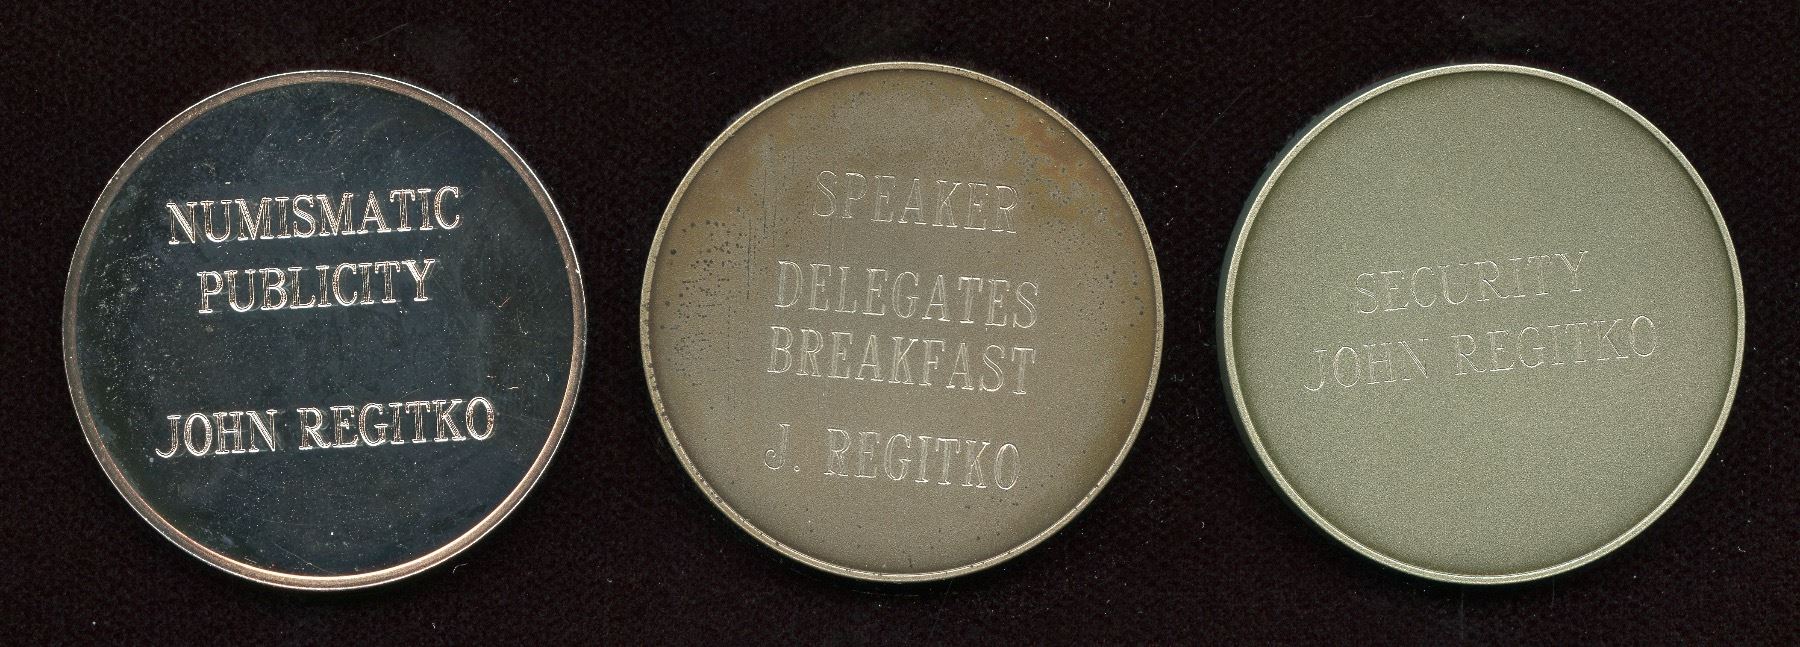 NUMISMATIC
PUBLICITY
JOHN REGITKO
SPEAKER
DELEGATES
BREAKFAST
J. REGITKO
SECURITY
JOHN REGITKO